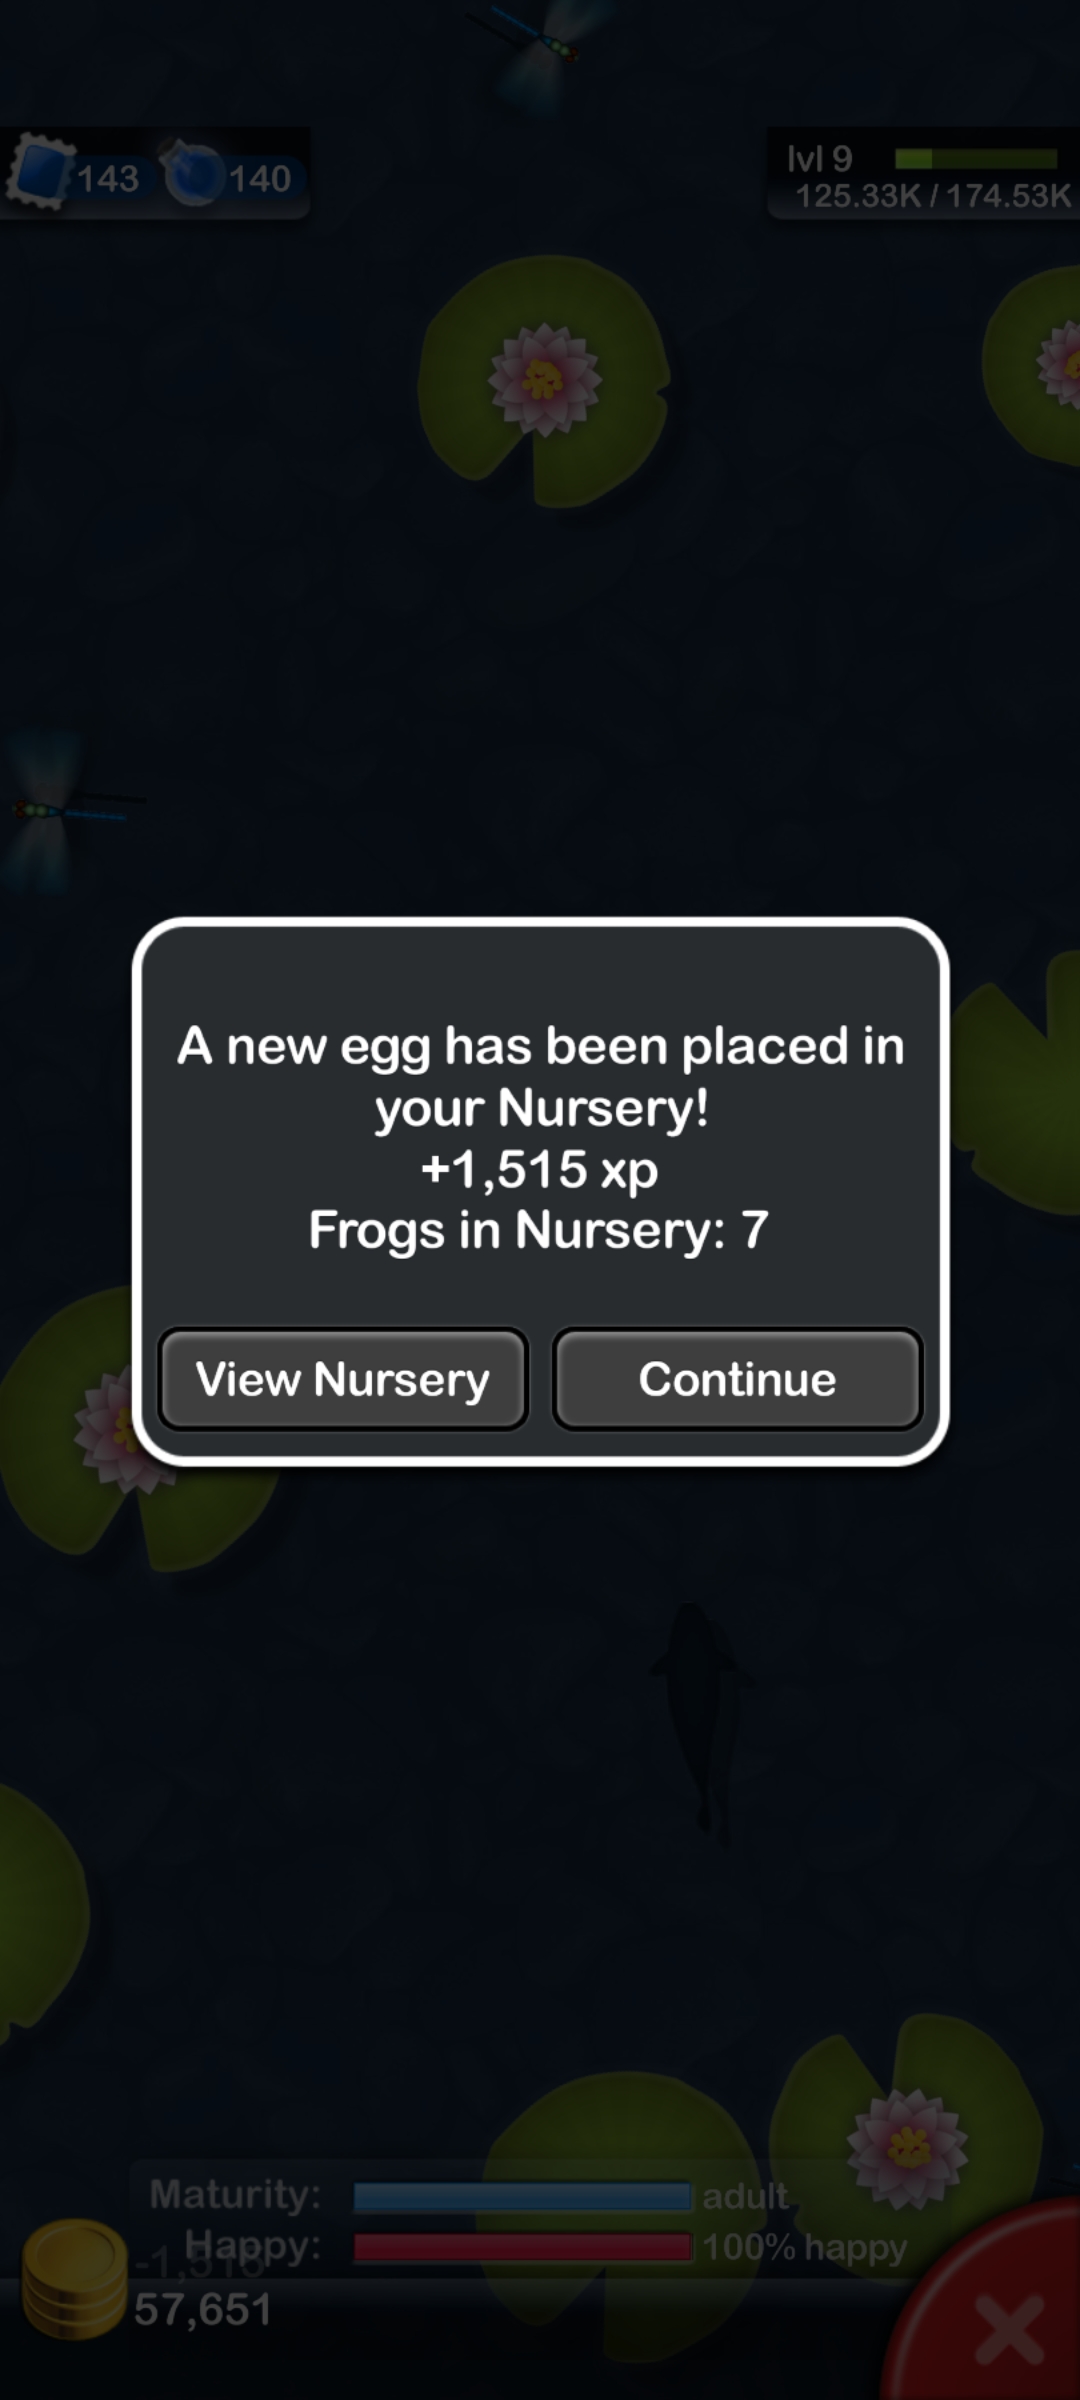 143 140
lvl 9
125.33K / 174.53K
A new egg has been placed in
your Nursery!
+1,515 xp
Frogs in Nursery: 7
View Nursery
Continue
Maturity: adult
Happy: 100% happy
57,651